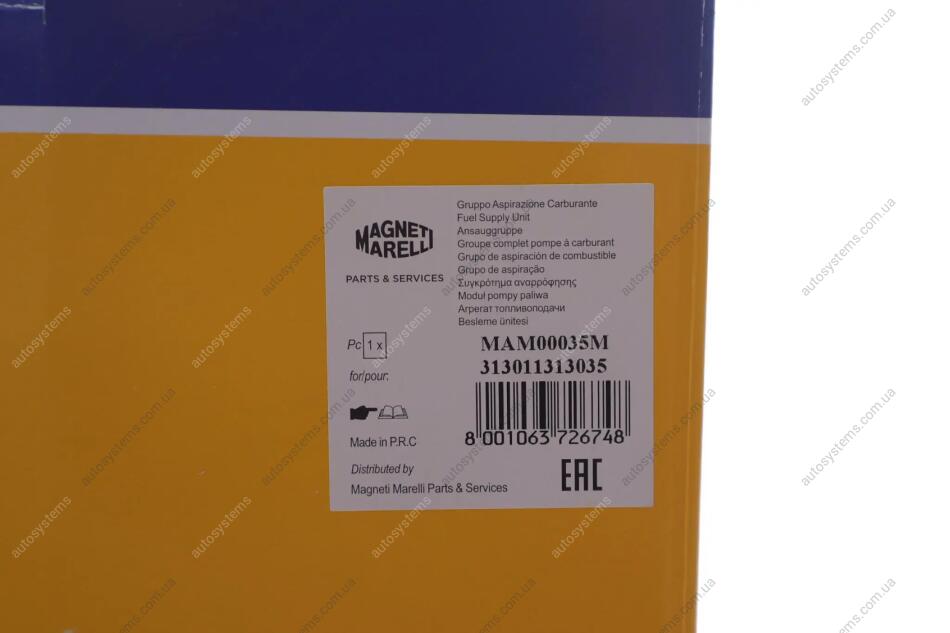 MAGNETI
MARELLI
PARTS & SERVICES
Gruppo Aspirazione Carburante
Fuel Supply Unit
Ansauggruppe
Groupe complet pompe à carburant
Grupo de aspiración de combustible
Grupo de aspiração
Συγκρότημα αναρρόφησης
Moduł pompy paliwa
Агрегат топливоподачи
Besleme ünitesi
Pc 1 x
MAM00035M
313011313035
for/pour:
8 001063 726748
Made in P.R.C
Distributed by
Magneti Marelli Parts & Services
EAC
autosystems.com.ua